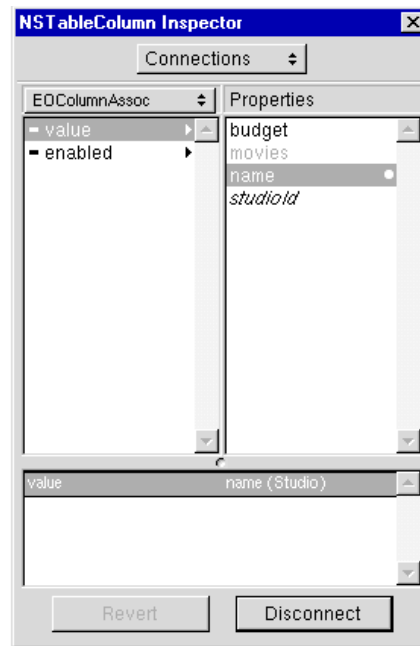 NSTableColumn Inspector
Connections
EOColumnAssoc
Properties
value
enabled
budget
movies
name
studioId
value name (Studio)
Revert Disconnect